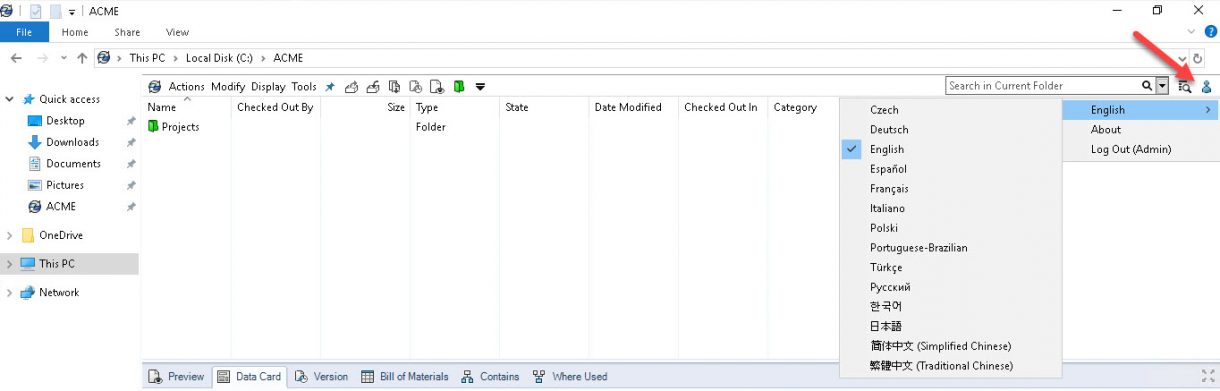 ACME
File Home Share View
This PC Local Disk (C:) ACME
Actions Modify Display Tools Search in Current Folder
Name Checked Out By Size Type State Date Modified Checked Out In Category
Projects Folder
Quick access
Desktop
Downloads
Documents
Pictures
ACME
OneDrive
This PC
Network
English
About
Log Out (Admin)
Czech
Deutsch
English
Español
Français
Italiano
Polski
Portuguese-Brazilian
Türkçe
Русский
한국어
日本語
简体中文 (Simplified Chinese)
繁體中文 (Traditional Chinese)
Preview Data Card Version Bill of Materials Contains Where Used